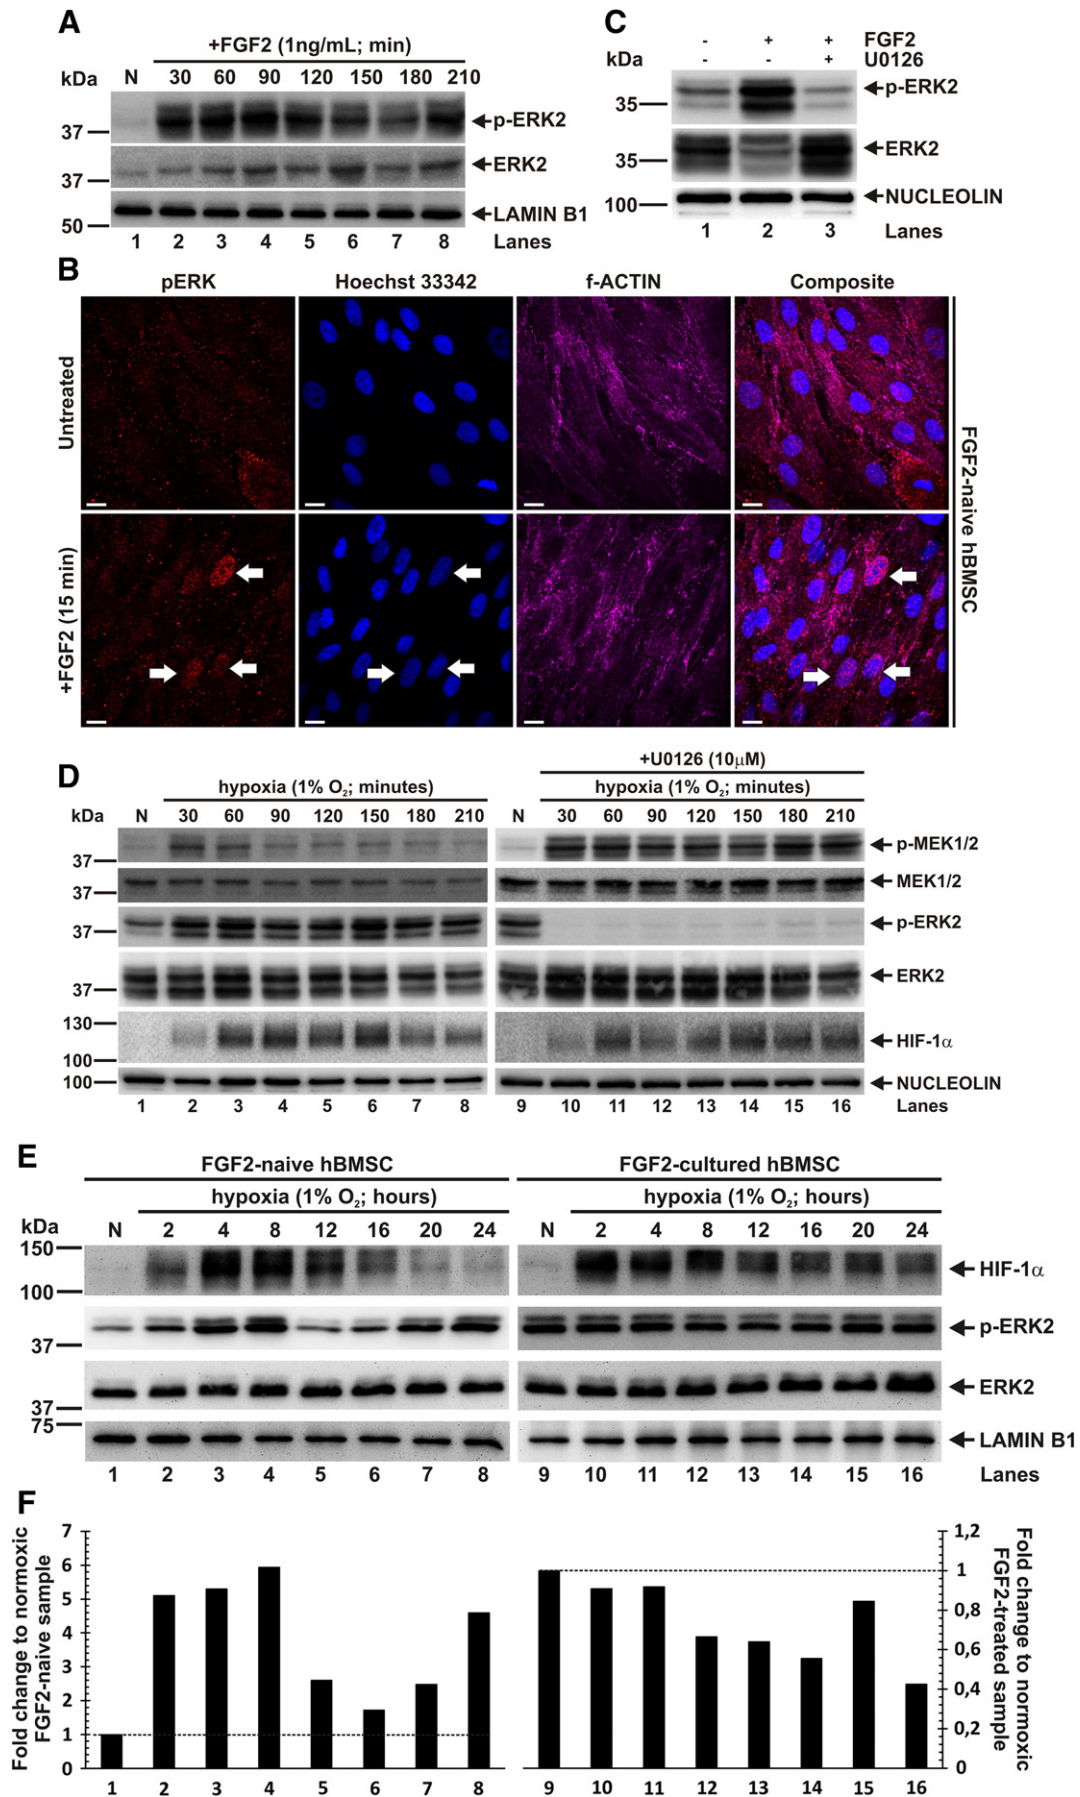 A
+FGF2 (1ng/mL; min)
kDa N 30 60 90 120 150 180 210
37 p-ERK2
37 ERK2
50 LAMIN B1
1 2 3 4 5 6 7 8 Lanes
C
- + + FGF2
kDa - - + U0126
35 p-ERK2
35 ERK2
100 NUCLEOLIN
1 2 3 Lanes
B
pERK Hoechst 33342 f-ACTIN Composite
Untreated
+FGF2 (15 min)
FGF2-naive hBMSC
D
+U0126 (10μM)
hypoxia (1% O₂; minutes) hypoxia (1% O₂; minutes)
kDa N 30 60 90 120 150 180 210 N 30 60 90 120 150 180 210
37 p-MEK1/2
37 MEK1/2
37 p-ERK2
37 ERK2
130
100 HIF-1α
100 NUCLEOLIN
1 2 3 4 5 6 7 8 9 10 11 12 13 14 15 16 Lanes
E
FGF2-naive hBMSC FGF2-cultured hBMSC
hypoxia (1% O₂; hours) hypoxia (1% O₂; hours)
kDa N 2 4 8 12 16 20 24 N 2 4 8 12 16 20 24
150
100 HIF-1α
37 p-ERK2
37 ERK2
75 LAMIN B1
1 2 3 4 5 6 7 8 9 10 11 12 13 14 15 16 Lanes
F
Fold change to normoxic
FGF2-naive sample
7
6
5
4
3
2
1
0
1 2 3 4 5 6 7 8
9 10 11 12 13 14 15 16
1,2
1
0,8
0,6
0,4
0,2
0
Fold change to normoxic
FGF2-treated sample